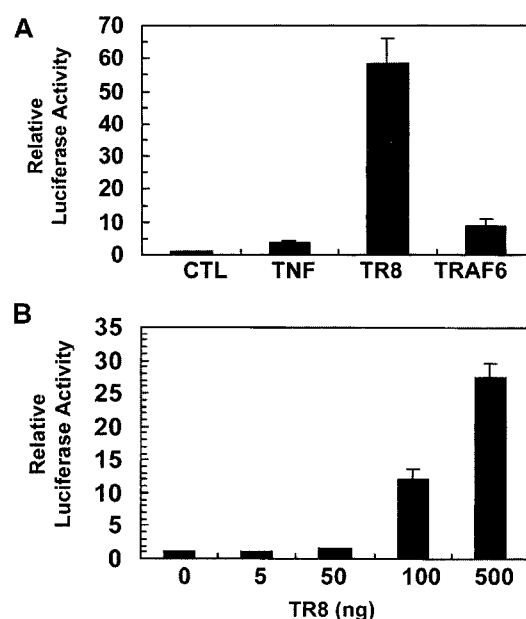 A
Relative
Luciferase Activity
70
60
50
40
30
20
10
0
CTL TNF TR8 TRAF6
B
Relative
Luciferase Activity
35
30
25
20
15
10
5
0
0 5 50 100 500
TR8 (ng)